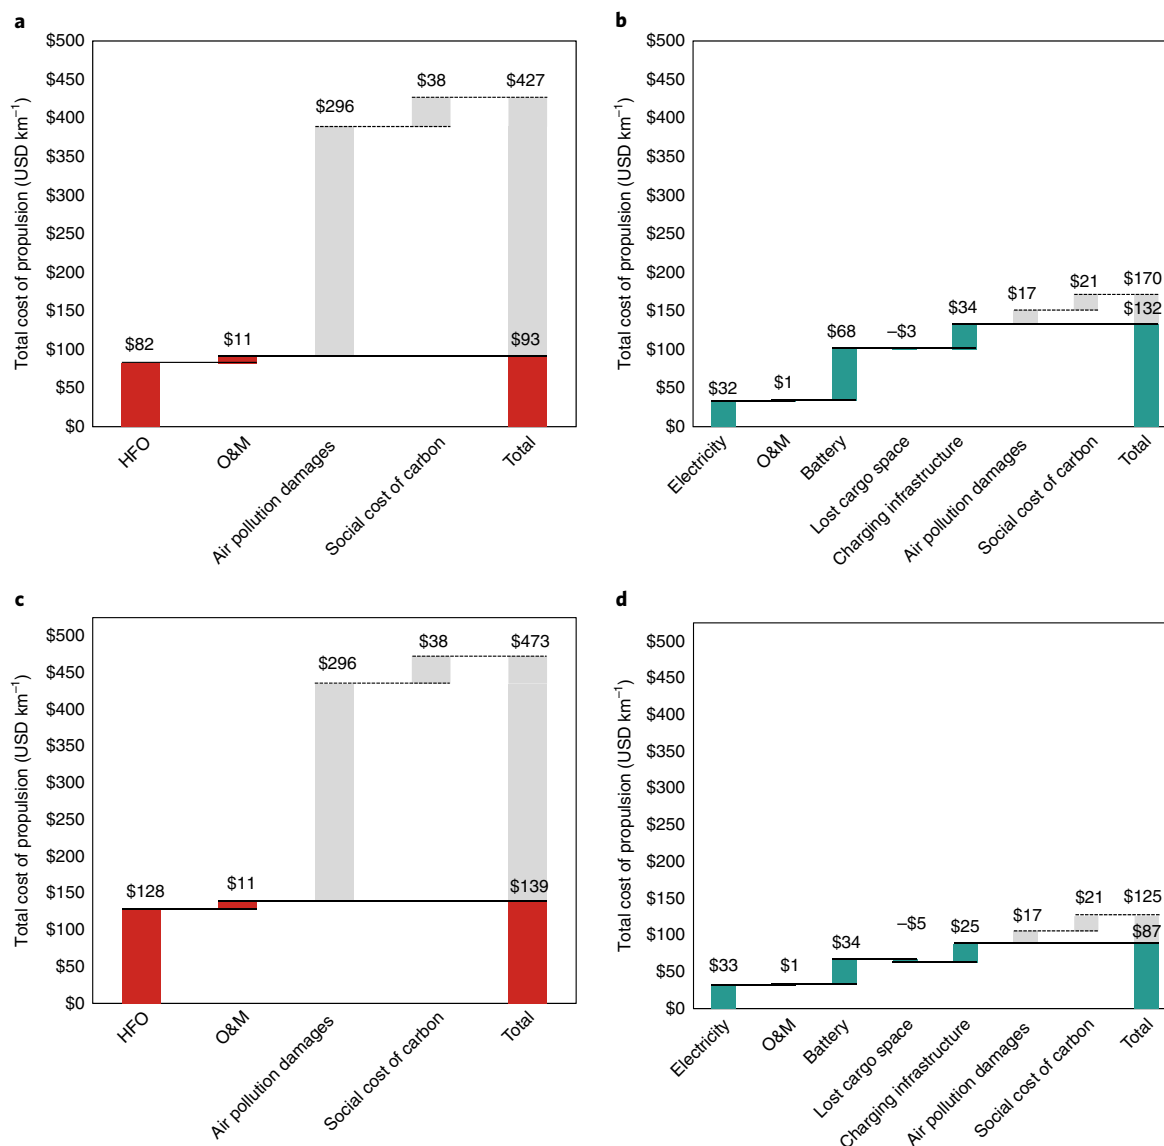 a
Total cost of propulsion (USD km⁻¹)
$500
$450
$400
$350
$300
$250
$200
$150
$100
$50
$0
$82
$11
$296
$38
$427
$93
HFO
O&M
Air pollution damages
Social cost of carbon
Total
b
Total cost of propulsion (USD km⁻¹)
$500
$450
$400
$350
$300
$250
$200
$150
$100
$50
$0
$32
$1
$68
–$3
$34
$17
$21
$170
$132
Electricity
O&M
Battery
Lost cargo space
Charging infrastructure
Air pollution damages
Social cost of carbon
Total
c
Total cost of propulsion (USD km⁻¹)
$500
$450
$400
$350
$300
$250
$200
$150
$100
$50
$0
$128
$11
$296
$38
$473
$139
HFO
O&M
Air pollution damages
Social cost of carbon
Total
d
Total cost of propulsion (USD km⁻¹)
$500
$450
$400
$350
$300
$250
$200
$150
$100
$50
$0
$33
$1
$34
–$5
$25
$17
$21
$125
$87
Electricity
O&M
Battery
Lost cargo space
Charging infrastructure
Air pollution damages
Social cost of carbon
Total